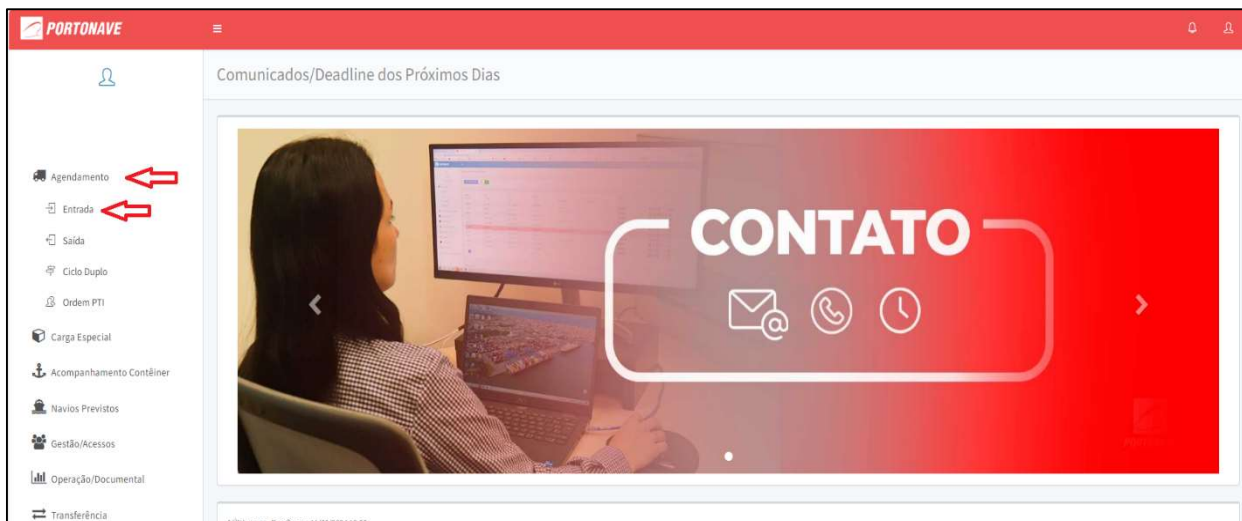 PORTONAVE
Comunicados/Deadline dos Próximos Dias
Agendamento
Entrada
Saída
Ciclo Duplo
Ordem PTI
Carga Especial
Acompanhamento Contêiner
Navios Previstos
Gestão/Acessos
Operação/Documental
Transferência
CONTATO